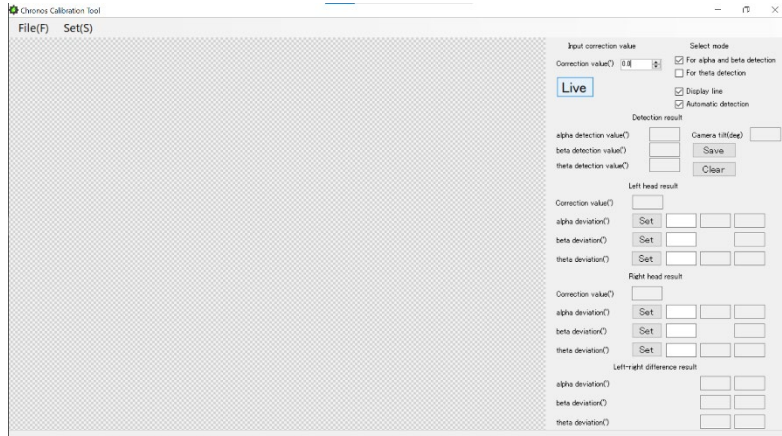 Chronos Calibration Tool
File(F) Set(S)
Input correction value
Select mode
Correction value(') 0.0
For alpha and beta detection
For theta detection
Live
Display line
Automatic detection
Detection result
alpha detection value(') Camera tilt(deg)
beta detection value(') Save
theta detection value(') Clear
Left head result
Correction value(')
alpha deviation(') Set
beta deviation(') Set
theta deviation(') Set
Right head result
Correction value(')
alpha deviation(') Set
beta deviation(') Set
theta deviation(') Set
Left-right difference result
alpha deviation(')
beta deviation(')
theta deviation(')